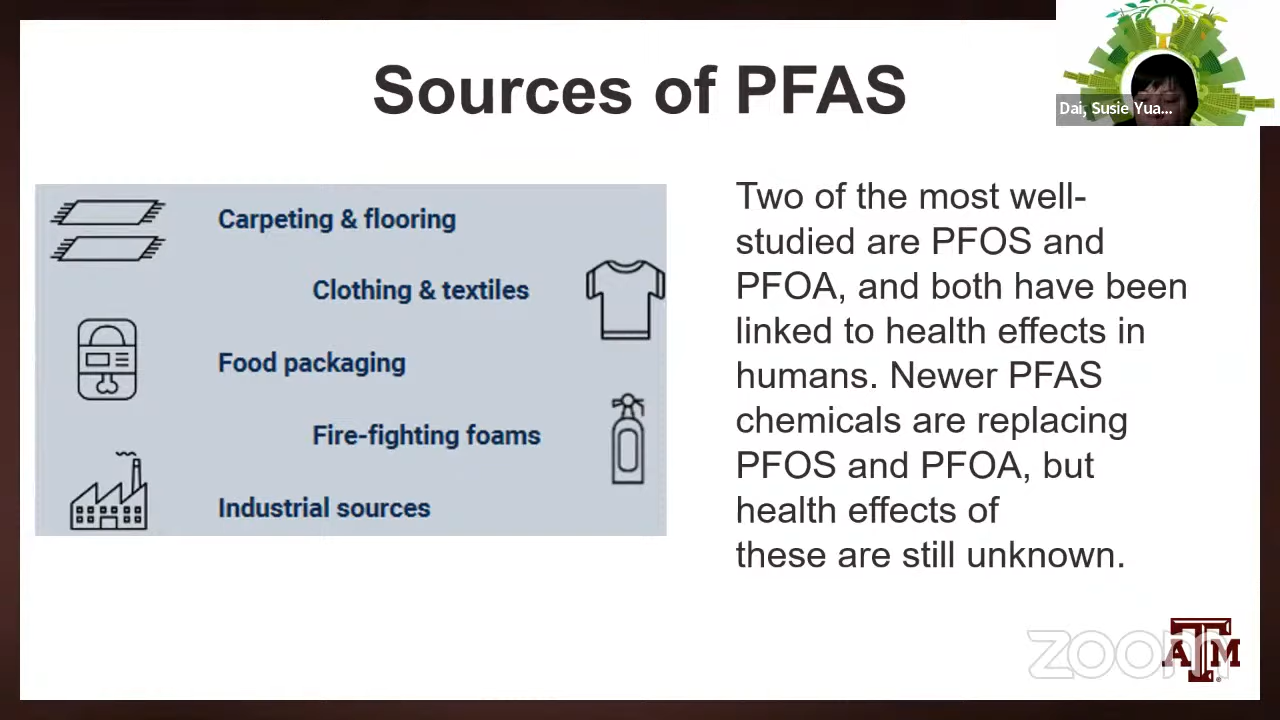 Sources of PFAS
Dai, Susie Yua...
Carpeting & flooring
Clothing & textiles
Food packaging
Fire-fighting foams
Industrial sources
Two of the most well-
studied are PFOS and
PFOA, and both have been
linked to health effects in
humans. Newer PFAS
chemicals are replacing
PFOS and PFOA, but
health effects of
these are still unknown.
zoom
ATM